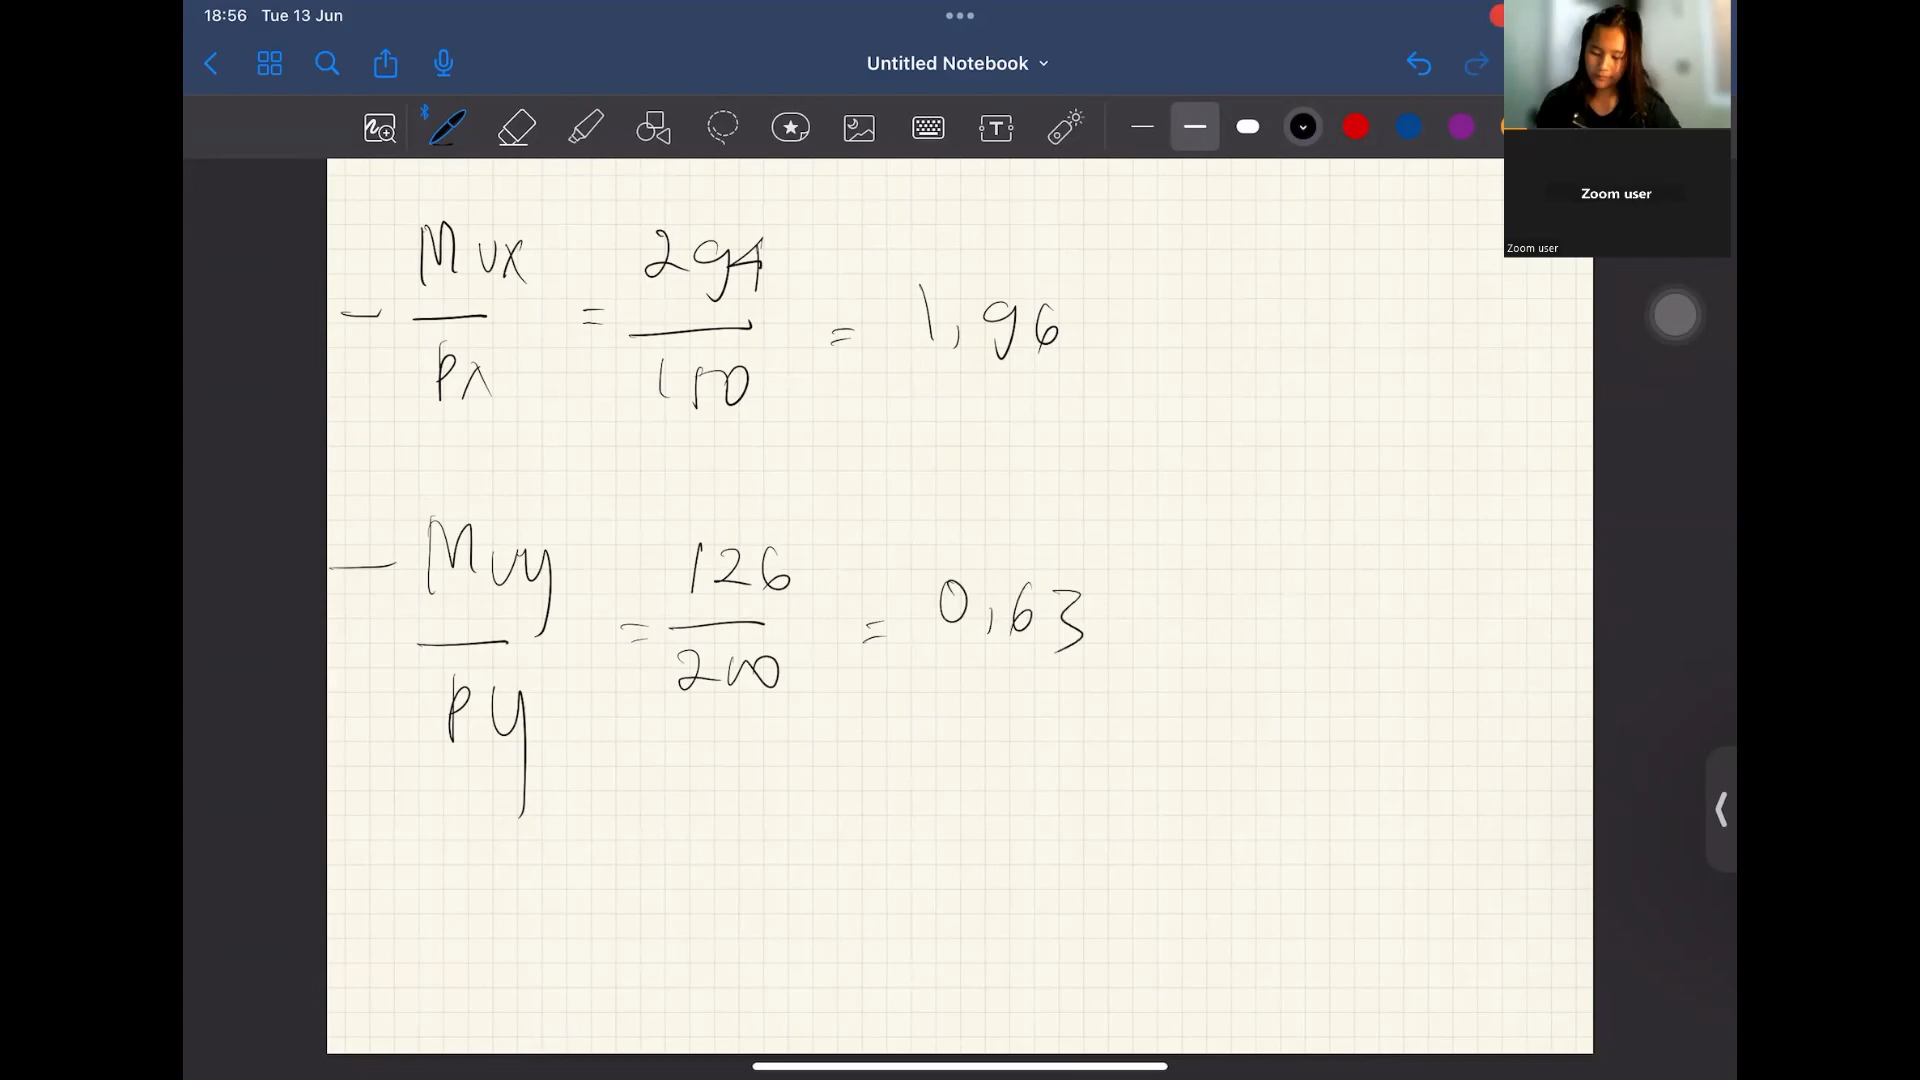 18:56 Tue 13 Jun
Untitled Notebook
T
Zoom user
Zoom user
- Mux / Px = 294 / 150 = 1,96
- Muy / Py = 126 / 200 = 0,63